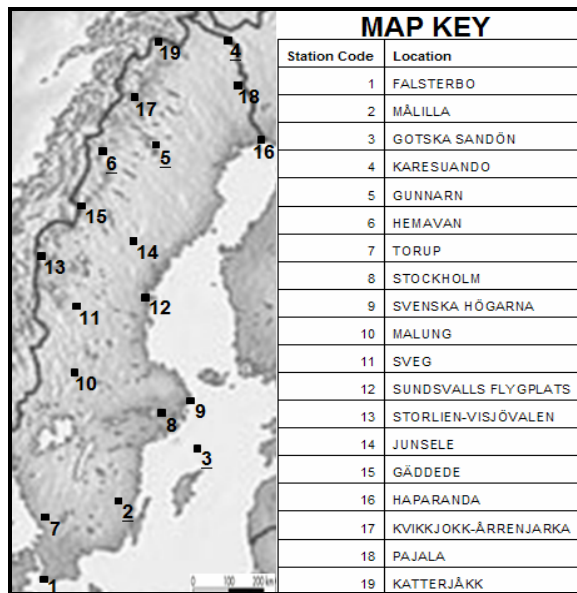 MAP KEY
Station Code Location
1 FALSTERBO
2 MÅLILLA
3 GOTSKA SANDÖN
4 KARESUANDO
5 GUNNARN
6 HEMAVAN
7 TORUP
8 STOCKHOLM
9 SVENSKA HÖGARNA
10 MALUNG
11 SVEG
12 SUNDSVALLS FLYGPLATS
13 STORLIEN-VISJÖVALEN
14 JUNSELE
15 GÄDDEDE
16 HAPARANDA
17 KVIKKJOKK-ÅRRENJARKA
18 PAJALA
19 KATTERJÅKK
19
4
18
17
16
5
6
15
14
13
12
11
10
9
8
3
2
7
1
0 100 200 km